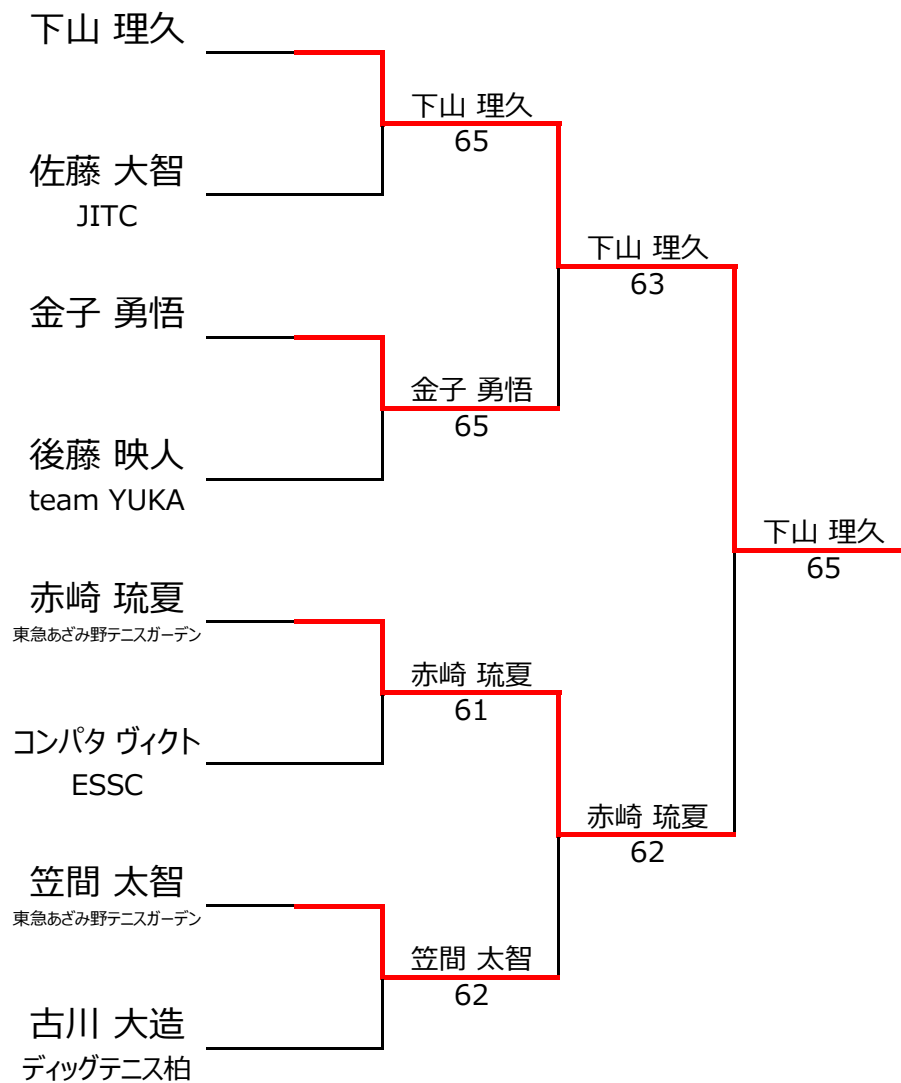 下山 理久
下山 理久
65
佐藤 大智
JITC
下山 理久
63
金子 勇悟
金子 勇悟
65
後藤 映人
team YUKA
下山 理久
65
赤崎 琉夏
東急あざみ野テニスガーデン
赤崎 琉夏
61
コンパタ ヴィクト
ESSC
赤崎 琉夏
62
笠間 太智
東急あざみ野テニスガーデン
笠間 太智
62
古川 大造
ディッグテニス柏